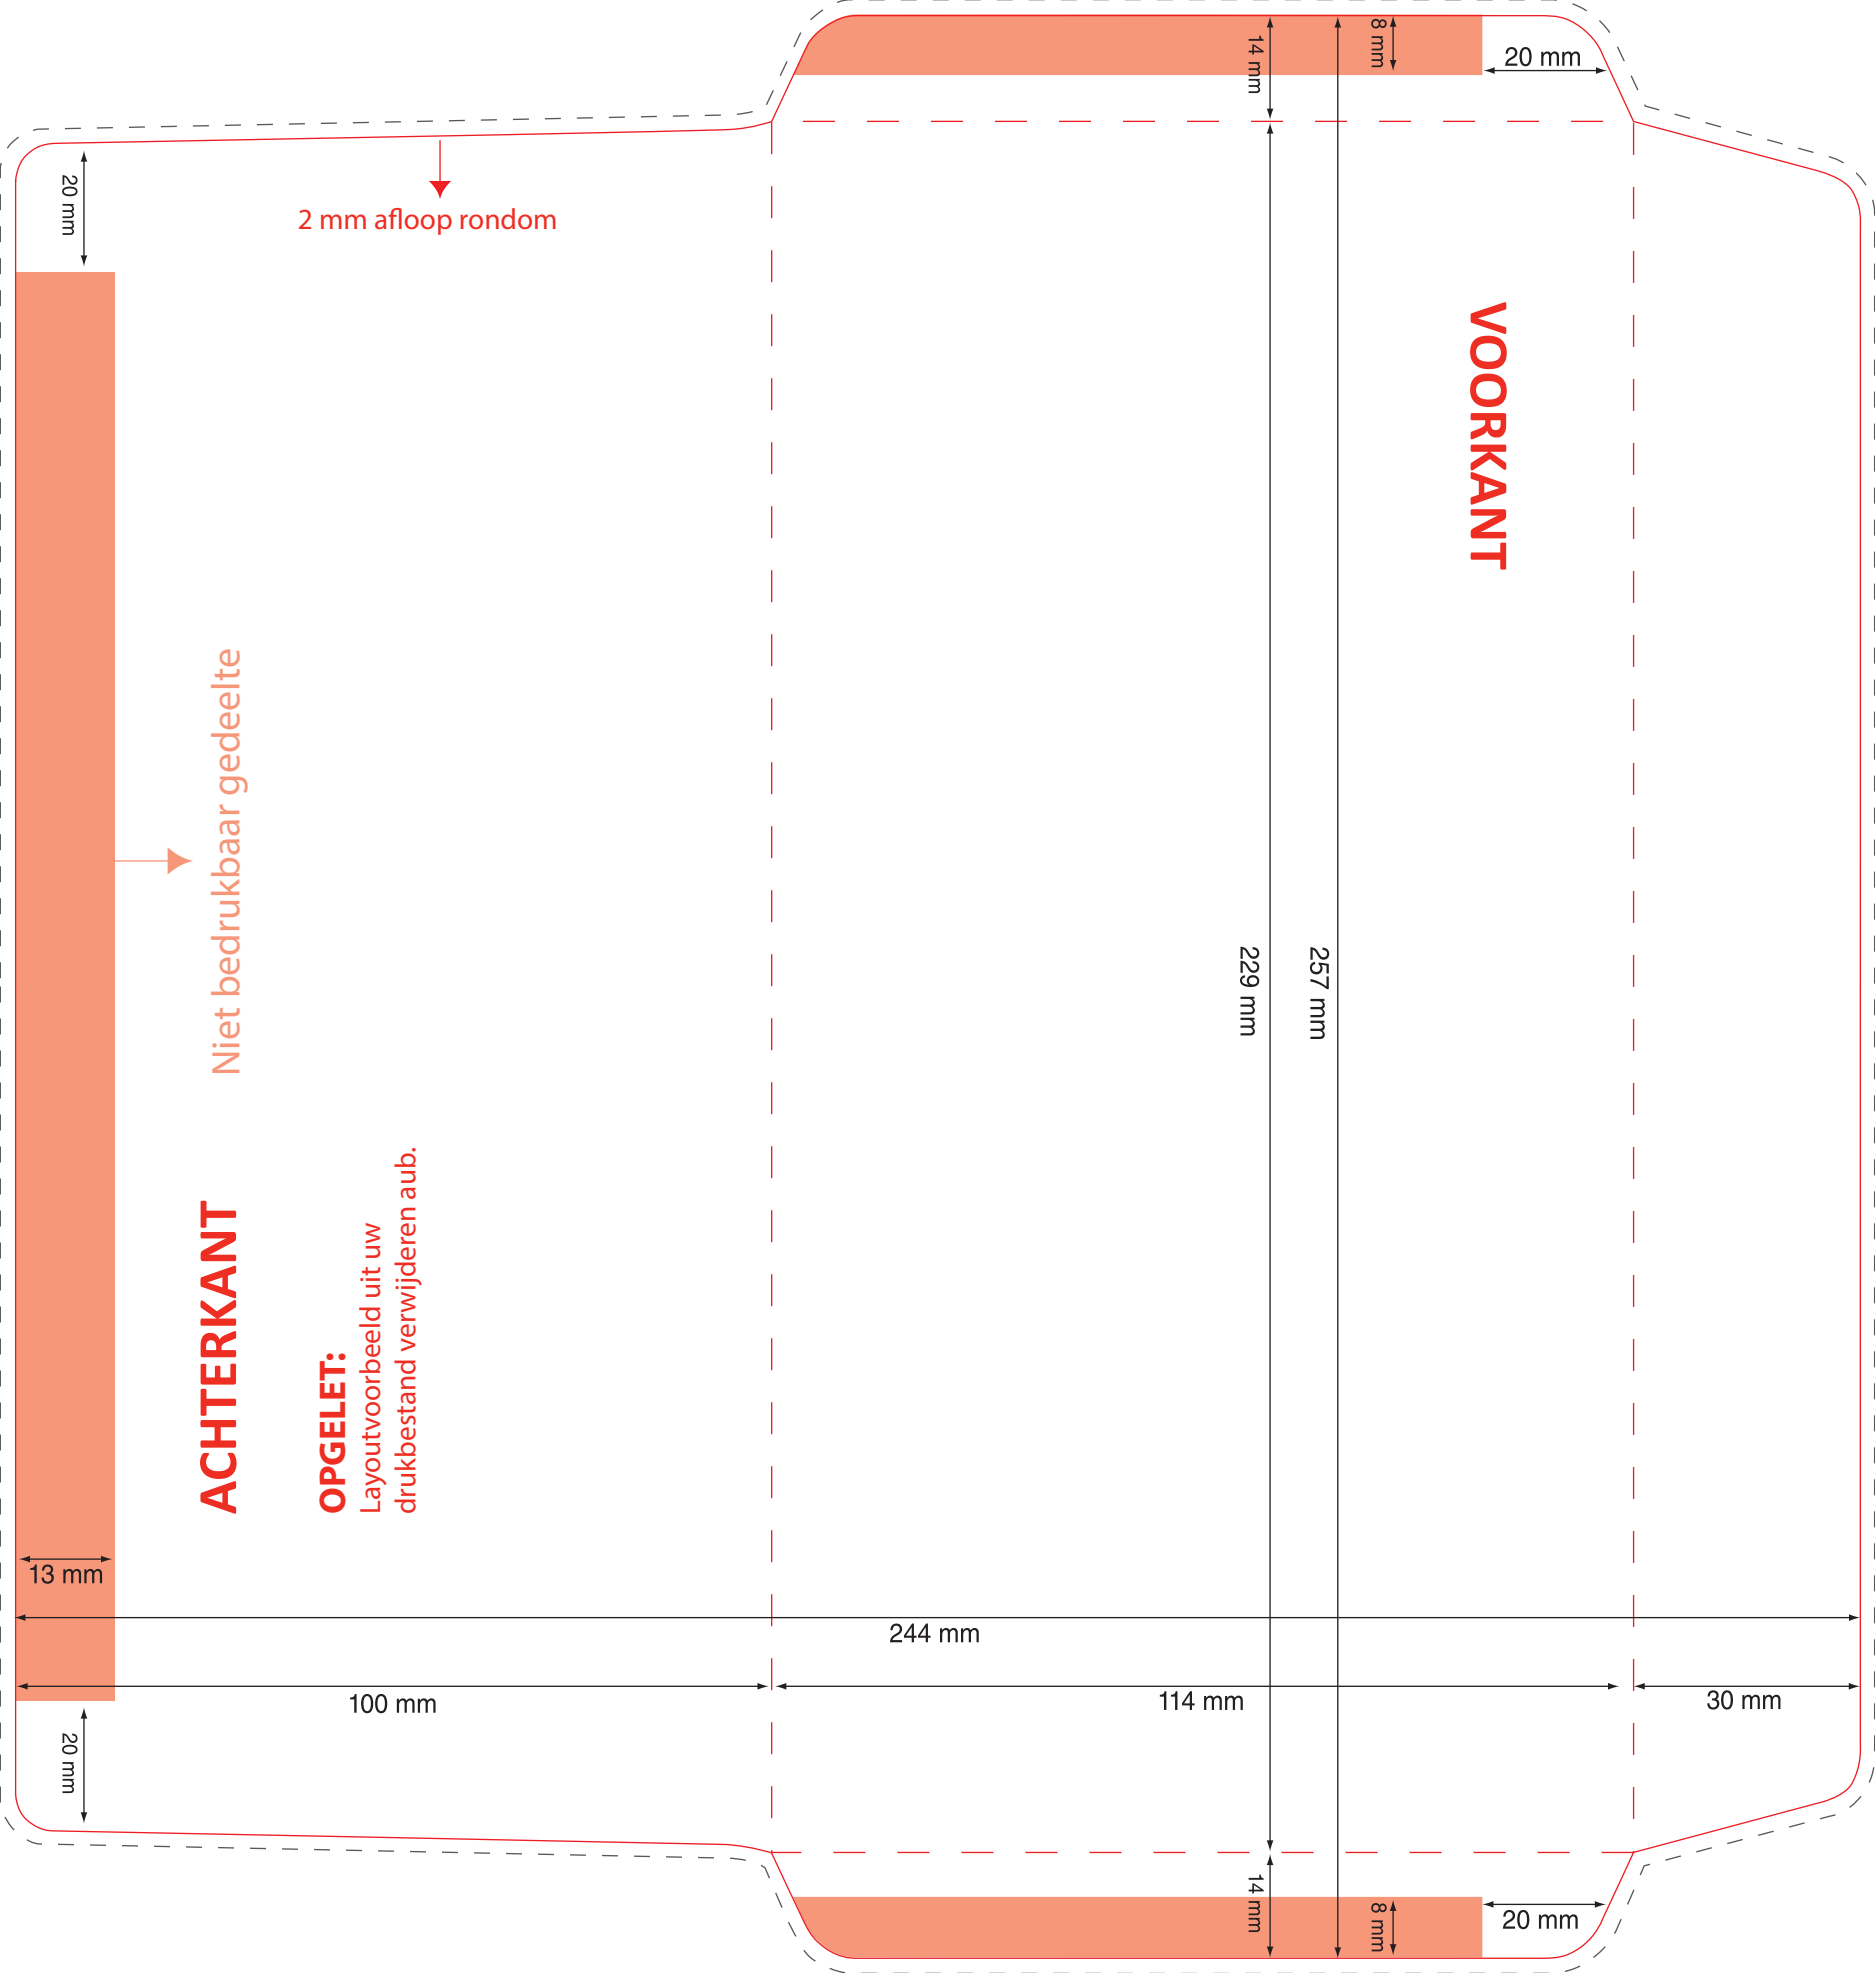 14 mm
8 mm
20 mm
20 mm
2 mm afloop rondom
VOORKANT
Niet bedrukbaar gedeelte
229 mm
257 mm
ACHTERKANT
OPGELET:
Layoutvoorbeeld uit uw
drukbestand verwijderen aub.
13 mm
244 mm
100 mm
114 mm
30 mm
20 mm
14 mm
8 mm
20 mm